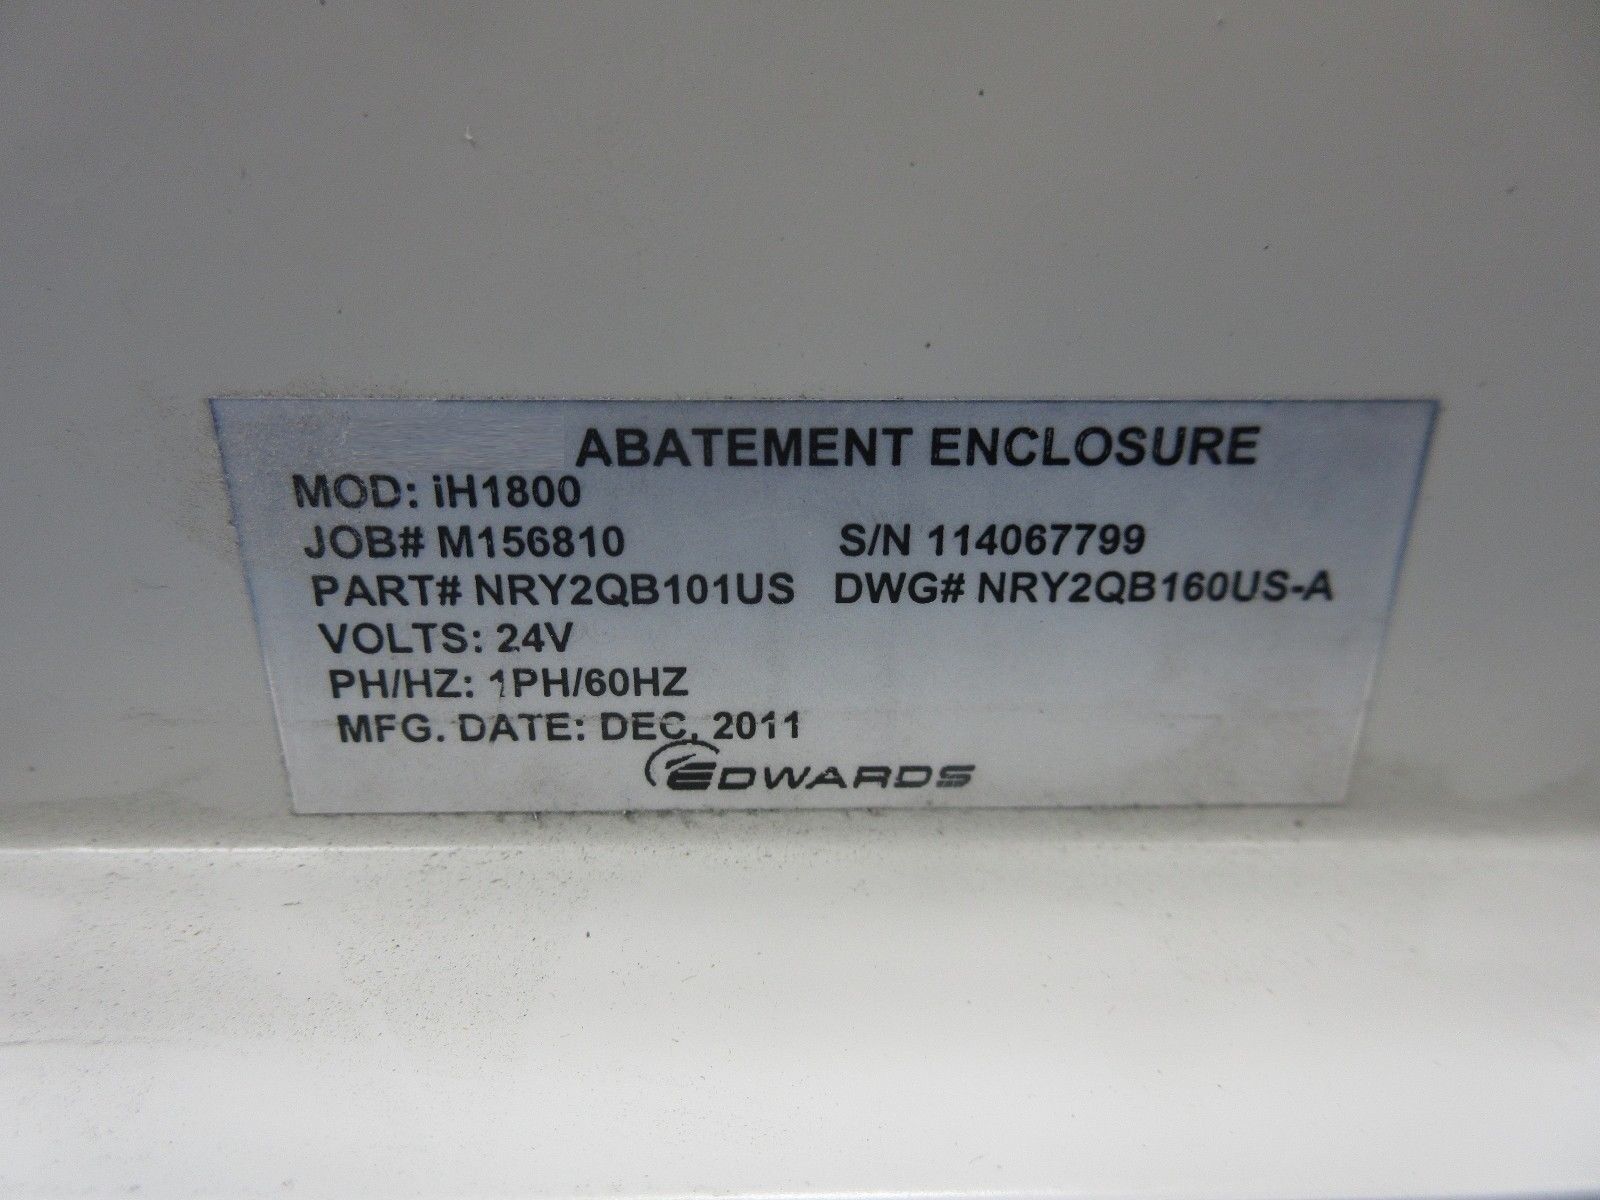 ABATEMENT ENCLOSURE
MOD: iH1800
JOB# M156810 S/N 114067799
PART# NRY2QB101US DWG# NRY2QB160US-A
VOLTS: 24V
PH/HZ: 1PH/60HZ
MFG. DATE: DEC, 2011
EDWARDS